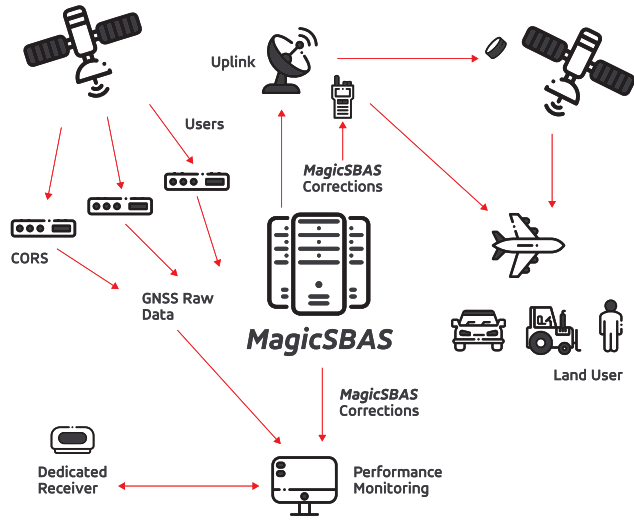 Uplink
Users
MagicSBAS
Corrections
CORS
GNSS Raw
Data
MagicSBAS
Land User
MagicSBAS
Corrections
Dedicated
Receiver
Performance
Monitoring